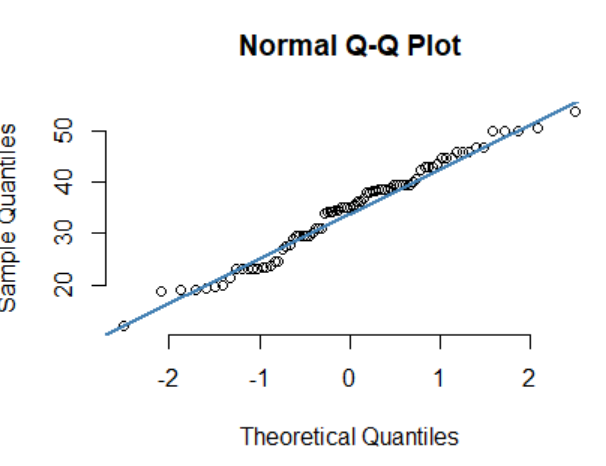 Normal Q-Q Plot
Sample Quantiles
50
40
30
20
-2 -1 0 1 2
Theoretical Quantiles